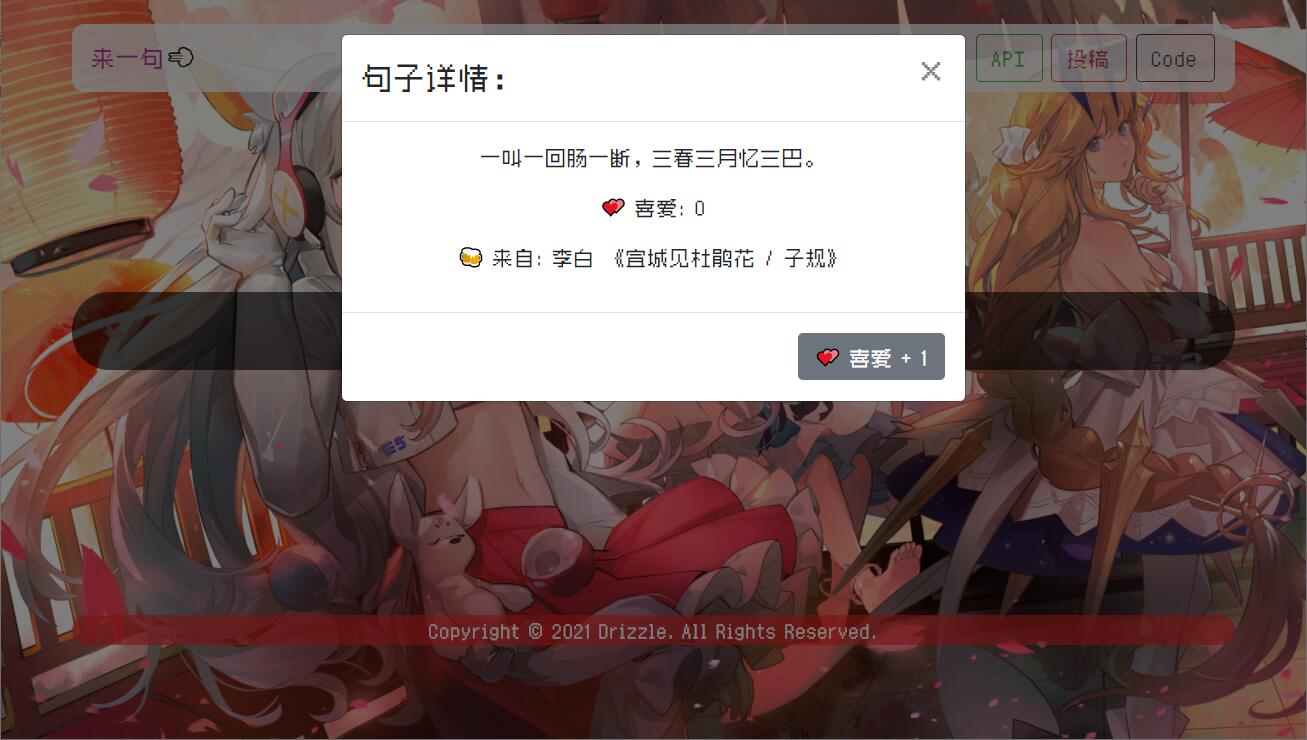 来一句
API
投稿
Code
句子详情:
一叫一回肠一断，三春三月忆三巴。
喜爱: 0
来自: 李白 《宣城见杜鹃花 / 子规》
喜爱 + 1
Copyright © 2021 Drizzle. All Rights Reserved.